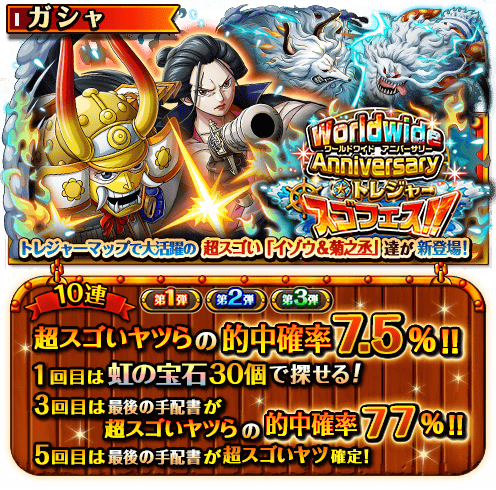 ガシャ
Worldwide
ワールドワイド アニバーサリー
Anniversary
トレジャー
スゴフェス!!
トレジャーマップで大活躍の 超スゴい「イゾウ&菊之丞」達が 新登場!
10連
第1弾 第2弾 第3弾
超スゴいヤツらの 的中確率7.5%!!
1回目は虹の宝石30個で探せる!
3回目は 最後の手配書が
超スゴいヤツらの 的中確率77%!!
5回目は 最後の手配書が超スゴいヤツ確定!